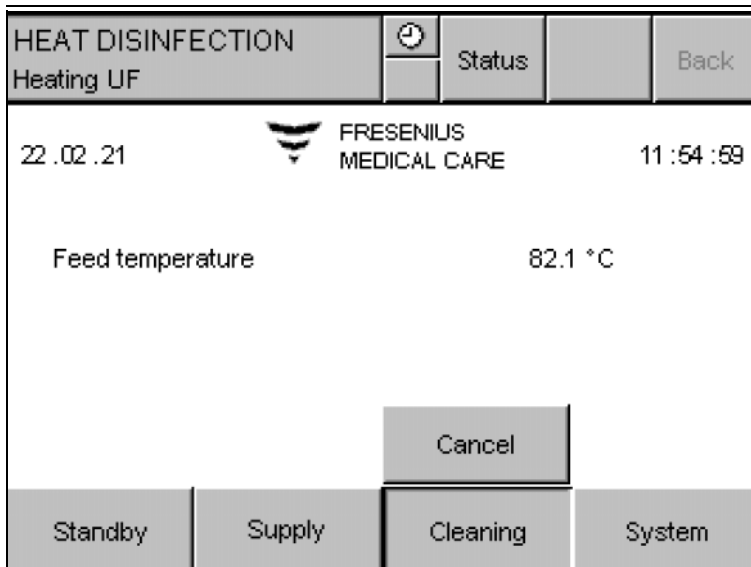 HEAT DISINFECTION
Heating UF
Status
Back
22 .02 .21
FRESENIUS
MEDICAL CARE
11 :54 :59
Feed temperature 82.1 °C
Cancel
Standby Supply Cleaning System